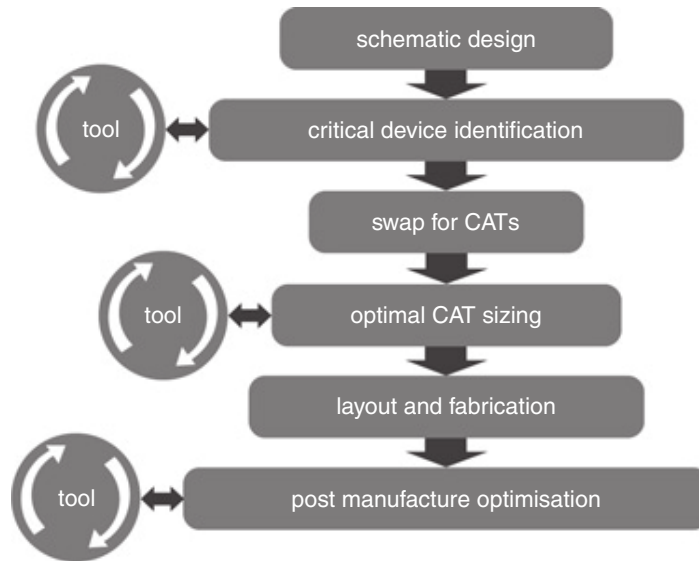 schematic design
tool
critical device identification
swap for CATs
tool
optimal CAT sizing
layout and fabrication
tool
post manufacture optimisation